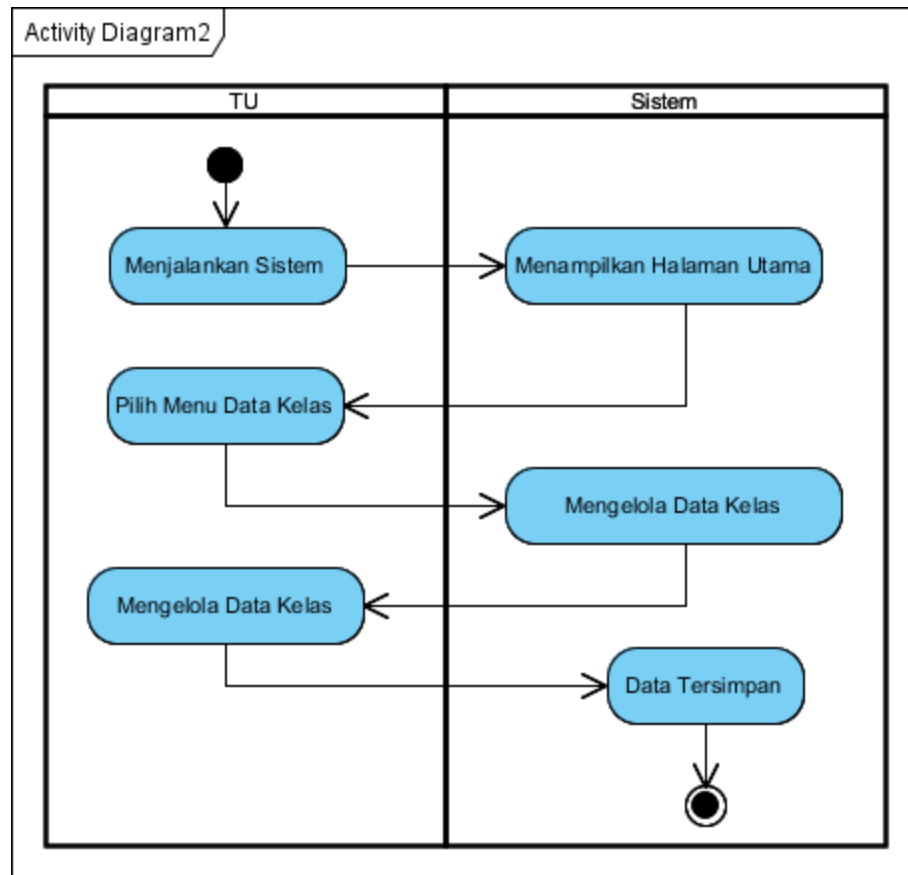 Activity Diagram2
TU
Sistem
Menjalankan Sistem
Menampilkan Halaman Utama
Pilih Menu Data Kelas
Mengelola Data Kelas
Mengelola Data Kelas
Data Tersimpan